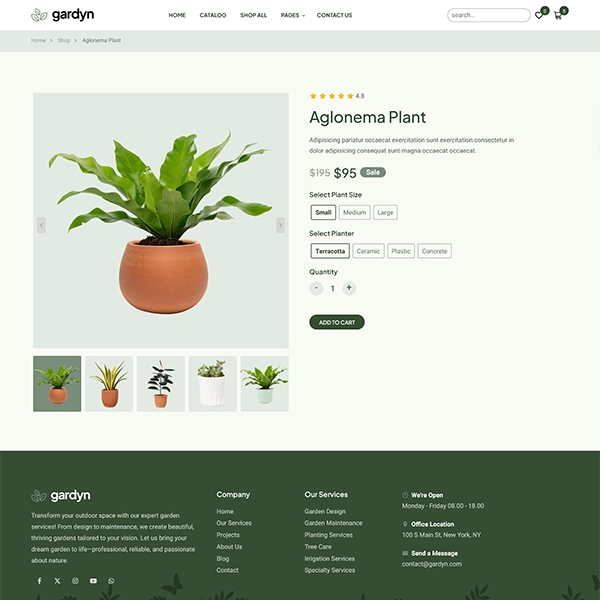 gardyn
HOME CATALOG SHOP ALL PAGES CONTACT US
search...
0
5
Home > Shop > Aglonema Plant
4.8
Aglonema Plant
Adipisicing pariatur occaecat exercitation sunt exercitation consectetur in
dolor adipisicing consequat sunt magna occaecat occaecat.
$195 $95 Sale
Select Plant Size
Small Medium Large
Select Planter
Terracotta Ceramic Plastic Concrete
Quantity
- 1 +
ADD TO CART
gardyn
Transform your outdoor space with our expert garden
services! From design to maintenance, we create beautiful,
thriving gardens tailored to your vision. Let us bring your
dream garden to life—professional, reliable, and passionate
about nature.
Company
Home
Our Services
Projects
About Us
Blog
Contact
Our Services
Garden Design
Garden Maintenance
Planting Services
Tree Care
Irrigation Services
Specialty Services
We're Open
Monday - Friday 08.00 - 18.00
Office Location
100 S Main St, New York, NY
Send a Message
contact@gardyn.com